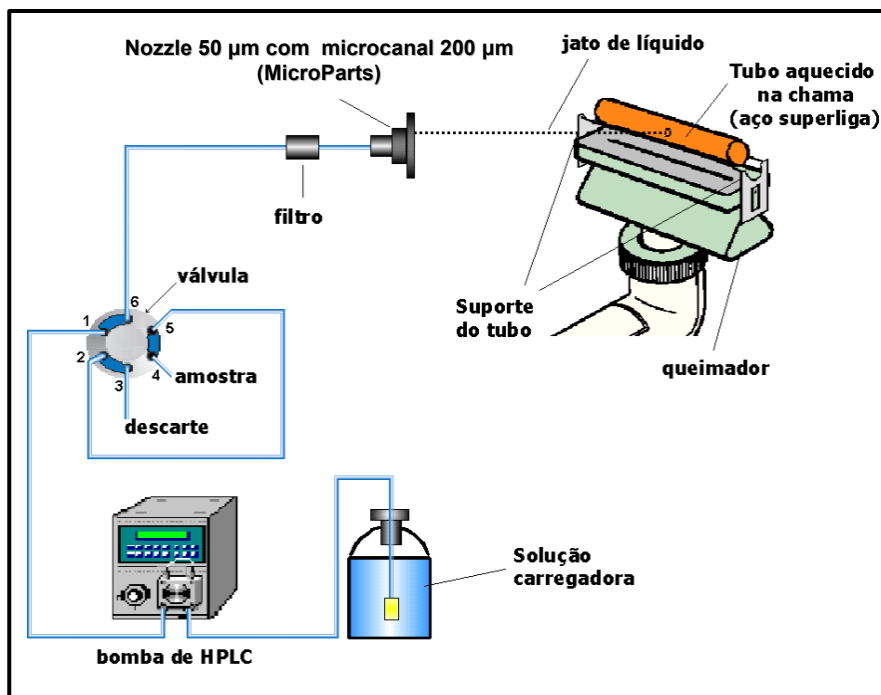 Nozzle 50 µm com microcanal 200 µm
(MicroParts)
jato de líquido
Tubo aquecido
na chama
(aço superliga)
filtro
válvula
1
6
5
2
3
4
amostra
descarte
Suporte
do tubo
queimador
Solução
carregadora
bomba de HPLC